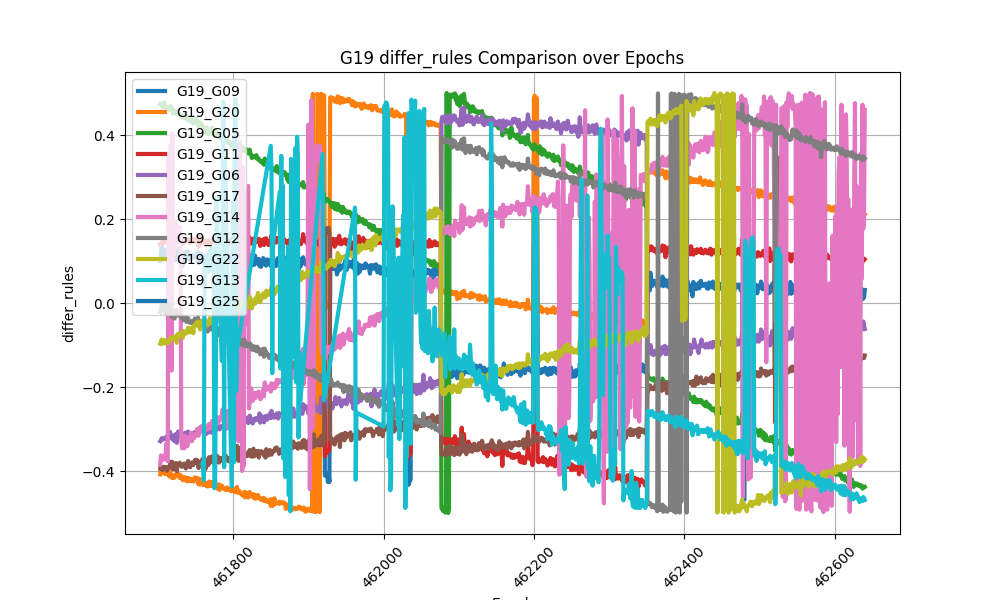 G19 differ_rules Comparison over Epochs
differ_rules
0.4
0.2
0.0
−0.2
−0.4
G19_G09
G19_G20
G19_G05
G19_G11
G19_G06
G19_G17
G19_G14
G19_G12
G19_G22
G19_G13
G19_G25
461800
462000
462200
462400
462600